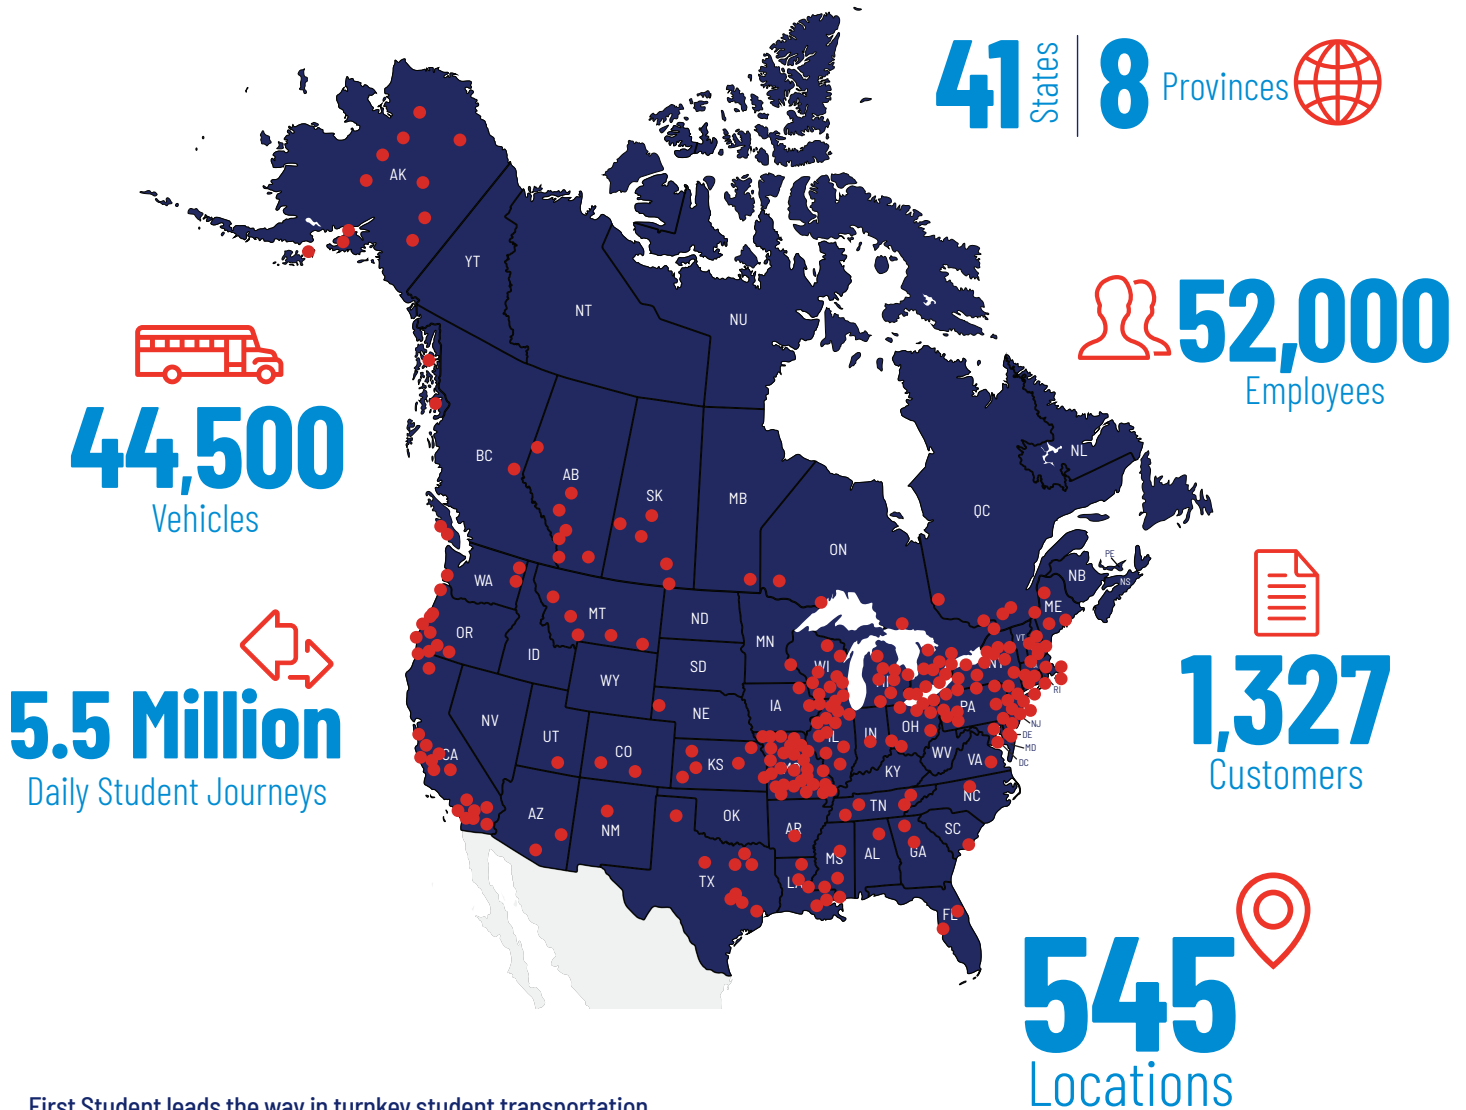 41 States | 8 Provinces
52,000
Employees
44,500
Vehicles
5.5 Million
Daily Student Journeys
1,327
Customers
545
Locations
AK
YT
NT
NU
BC
AB
SK
MB
ON
QC
NL
PE
NB
NS
WA
MT
ND
MN
ME
VT
OR
ID
SD
WI
NY
WY
IA
RI
NV
NE
PA
NJ
UT
CO
IN
OH
DE
CA
KS
WV
MD
KY
VA
DC
AZ
NM
OK
AR
TN
NC
SC
MS
AL
GA
TX
LA
FL
First Student leads the way in turnkey student transportation